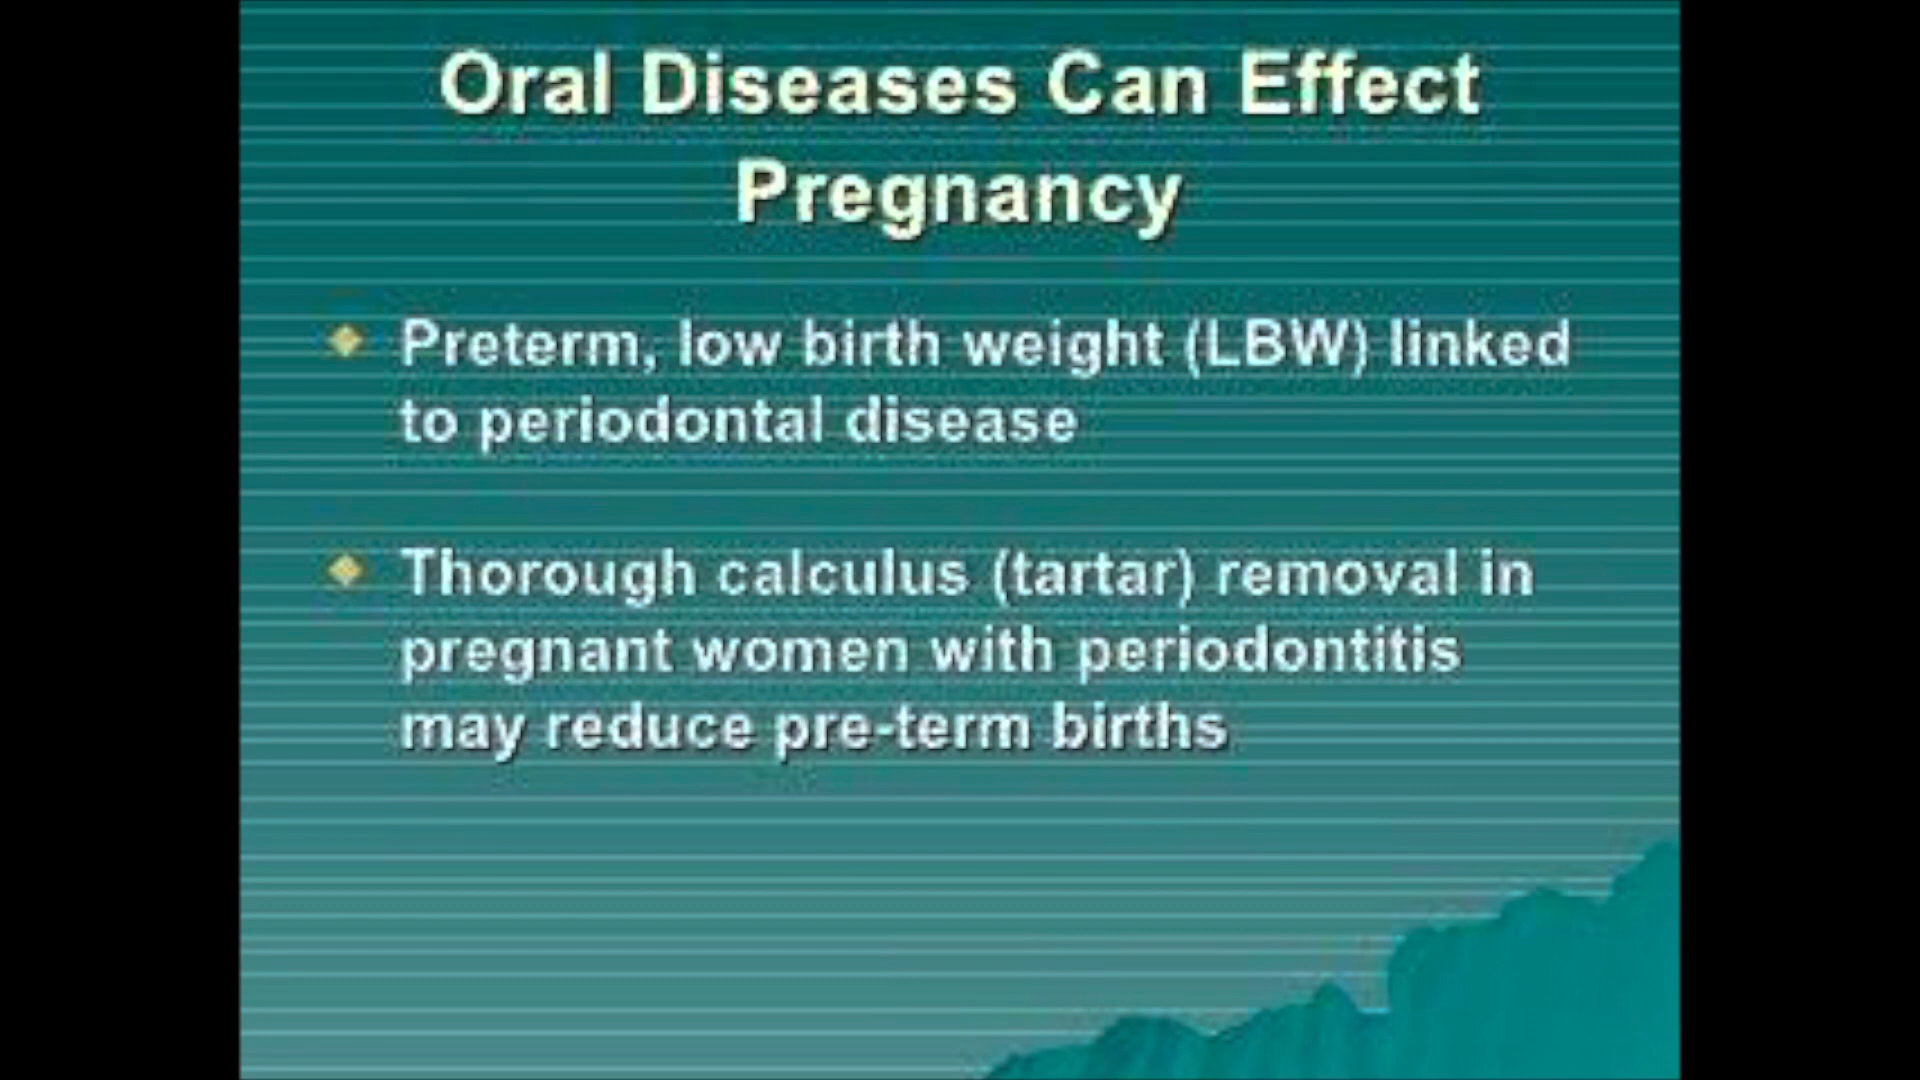 Oral Diseases Can Effect
Pregnancy
Preterm, low birth weight (LBW) linked
to periodontal disease
Thorough calculus (tartar) removal in
pregnant women with periodontitis
may reduce pre-term births